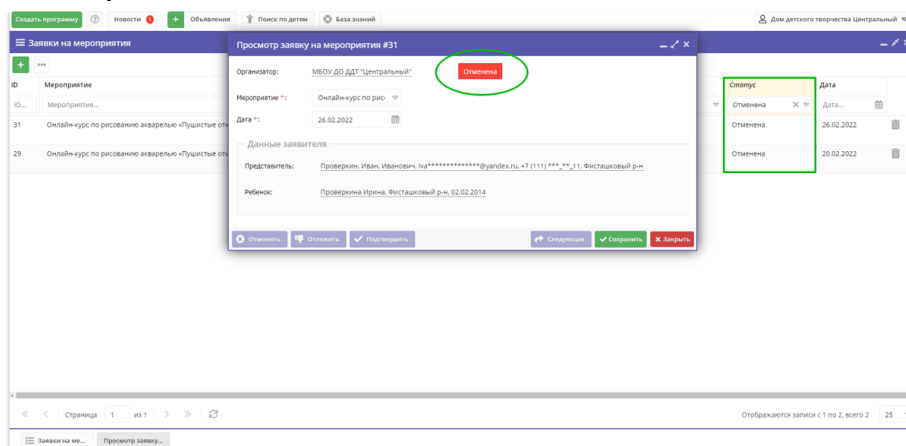 Создать программу ? Новости 1 + Объявления Поиск по детям База знаний Дом детского творчества Центральный
Заявки на мероприятия
Просмотр заявку на мероприятия #31
Организатор: МБОУ ДО ДДТ "Центральный" Отменена
Мероприятие *: Онлайн-курс по рис
Дата *: 26.02.2022
Данные заявителя
Представитель: Проверкин, Иван, Иванович, iva**************@yandex.ru, +7 (111) ***_**_11, Фисташковый р-н
Ребенок: Проверкина Ирина, Фисташковый р-н, 02.02.2014
Отменить Отложить Подтвердить Следующая Сохранить Закрыть
ID Мероприятие Статус Дата
ID... Мероприятие... Отменена Дата...
31 Онлайн-курс по рисованию акварелью «Пушистые отк Отменена 26.02.2022
29 Онлайн-курс по рисованию акварелью «Пушистые отк Отменена 20.02.2022
Страница 1 из 1 Отображаются записи с 1 по 2, всего 2 25
Заявки на ме... Просмотр заявку...